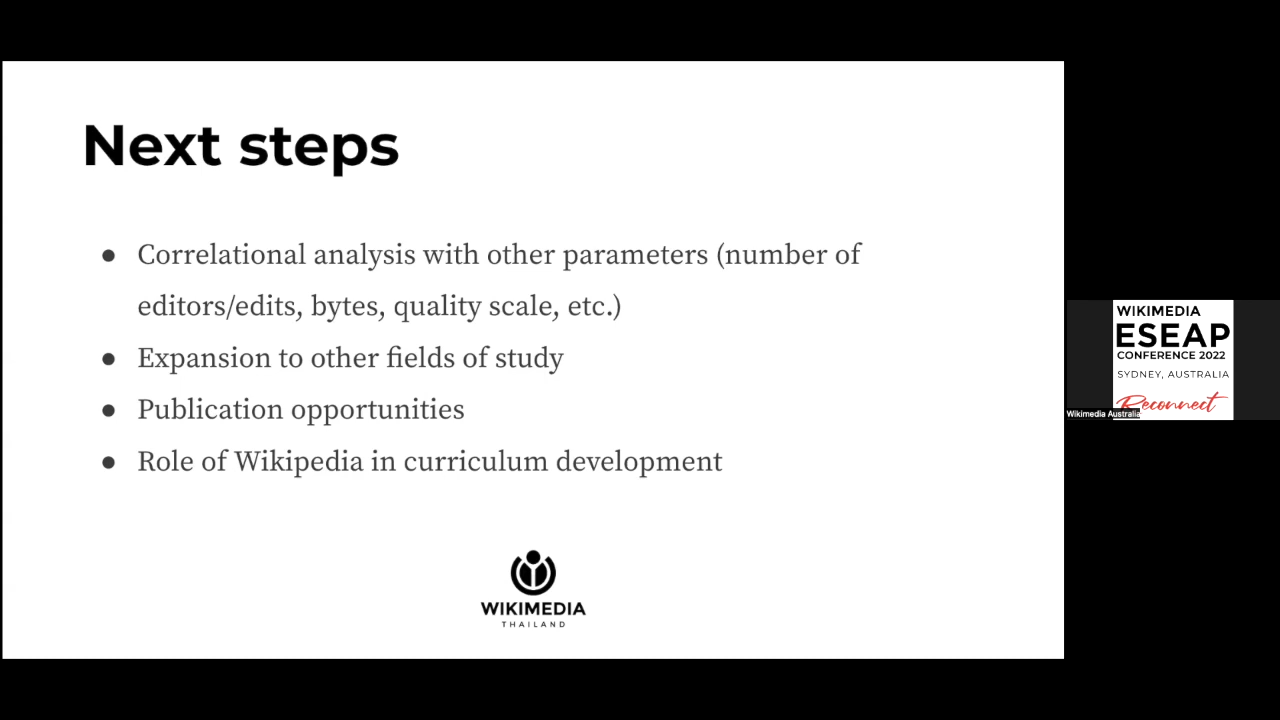 Next steps
● Correlational analysis with other parameters (number of
editors/edits, bytes, quality scale, etc.)
● Expansion to other fields of study
● Publication opportunities
● Role of Wikipedia in curriculum development
WIKIMEDIA
THAILAND
WIKIMEDIA
ESEAP
CONFERENCE 2022
SYDNEY, AUSTRALIA
Reconnect
Wikimedia Australia